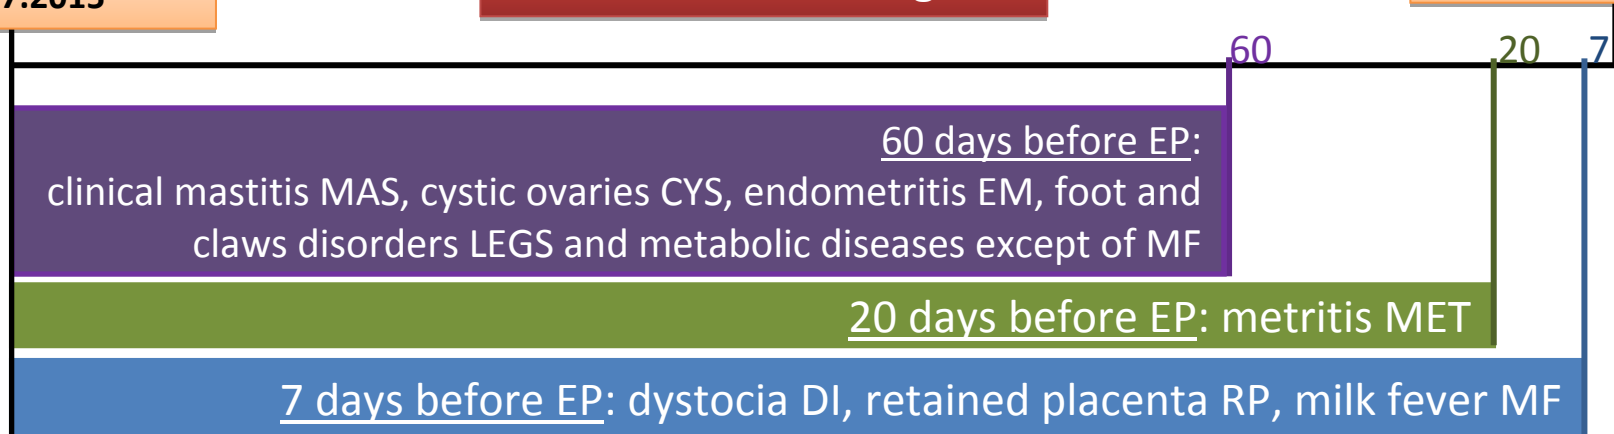 7.2015
60
20
7
60 days before EP:
clinical mastitis MAS, cystic ovaries CYS, endometritis EM, foot and
claws disorders LEGS and metabolic diseases except of MF
20 days before EP: metritis MET
7 days before EP: dystocia DI, retained placenta RP, milk fever MF